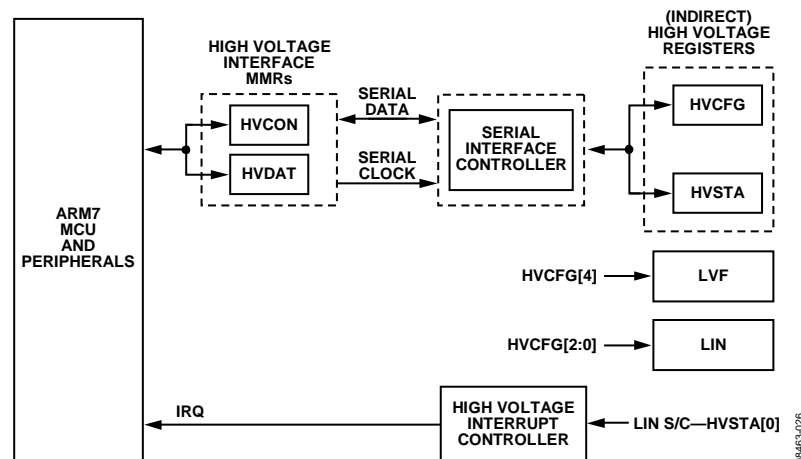 (INDIRECT)
HIGH VOLTAGE
REGISTERS
HIGH VOLTAGE
INTERFACE
MMRs
HVCON
HVDAT
SERIAL
DATA
SERIAL
CLOCK
SERIAL
INTERFACE
CONTROLLER
HVCFG
HVSTA
ARM7
MCU
AND
PERIPHERALS
HVCFG[4]
LVF
HVCFG[2:0]
LIN
IRQ
HIGH VOLTAGE
INTERRUPT
CONTROLLER
LIN S/C—HVSTA[0]